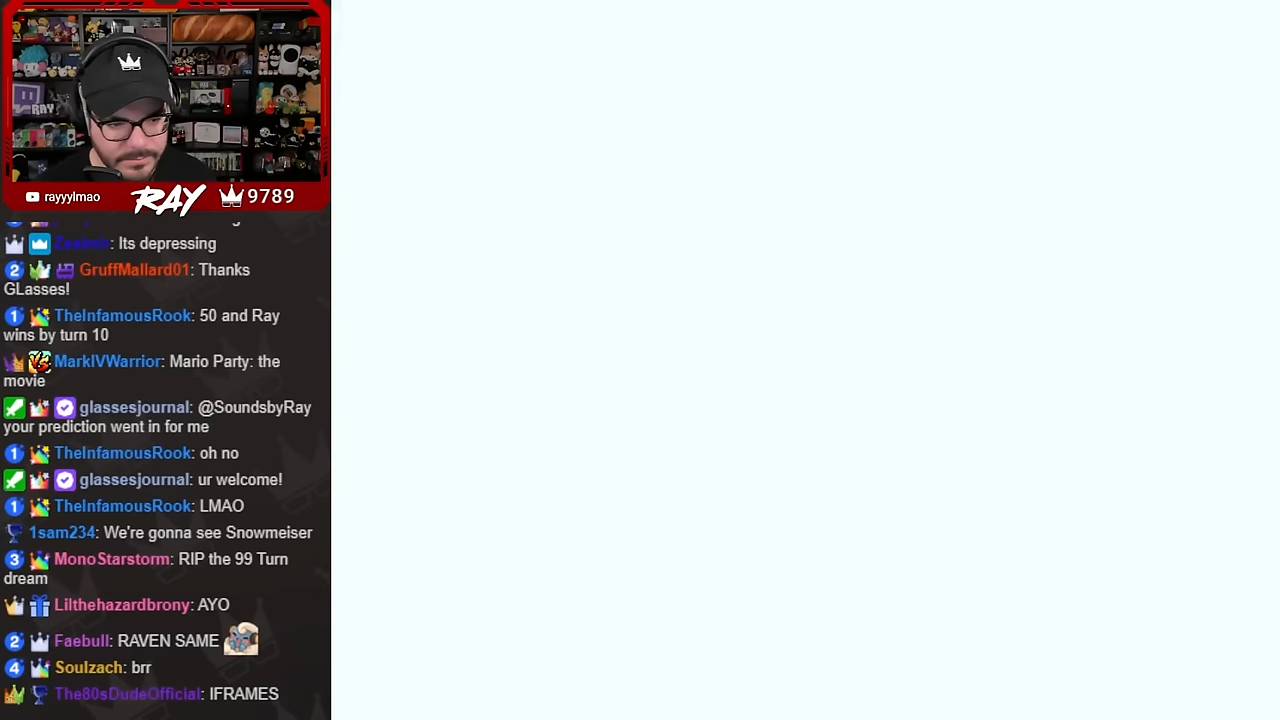 RAY
rayyylmao
RAY
9789
Zealmir: Its depressing
GruffMallard01: Thanks
GLasses!
TheInfamousRook: 50 and Ray
wins by turn 10
MarkIVWarrior: Mario Party: the
movie
glassesjournal: @SoundsbyRay
your prediction went in for me
TheInfamousRook: oh no
glassesjournal: ur welcome!
TheInfamousRook: LMAO
1sam234: We're gonna see Snowmeiser
MonoStarstorm: RIP the 99 Turn
dream
Lilthehazardbrony: AYO
Faebull: RAVEN SAME
Soulzach: brr
The80sDudeOfficial: IFRAMES